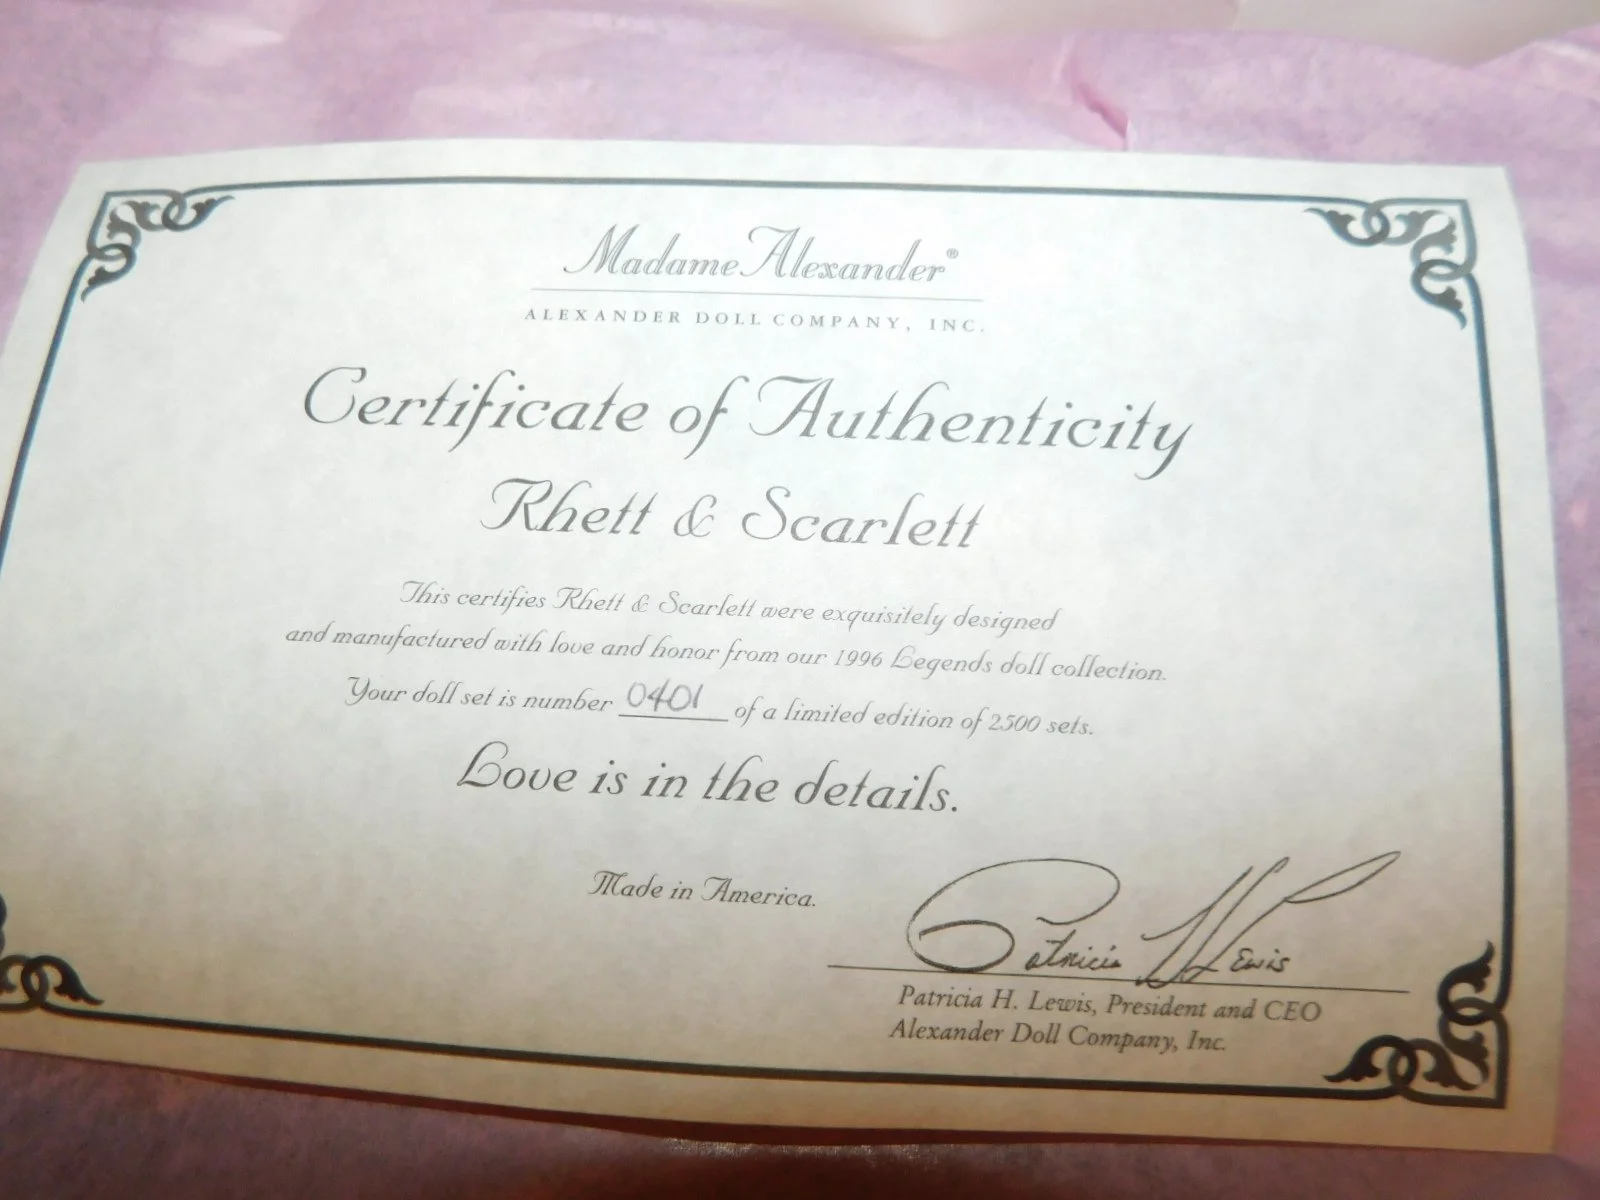 Madame Alexander®
ALEXANDER DOLL COMPANY, INC.
Certificate of Authenticity
Rhett & Scarlett
This certifies Rhett & Scarlett were exquisitely designed
and manufactured with love and honor from our 1996 Legends doll collection.
Your doll set is number 0401 of a limited edition of 2500 sets.
Love is in the details.
Made in America.
Patricia H Lewis
Patricia H. Lewis, President and CEO
Alexander Doll Company, Inc.